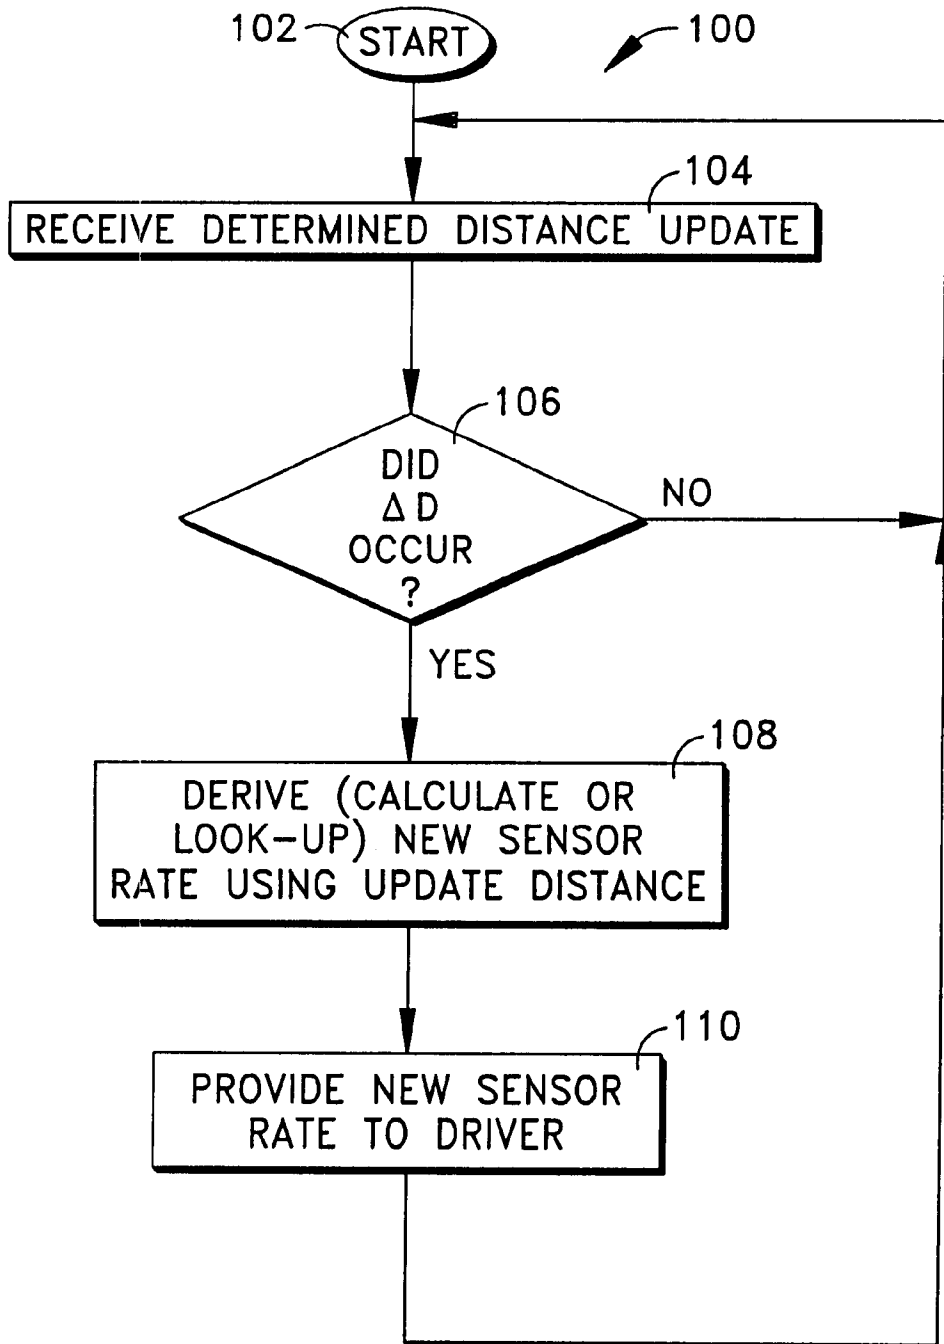 102
START
100
104
RECEIVE DETERMINED DISTANCE UPDATE
106
DID
Δ D
OCCUR
?
NO
YES
108
DERIVE (CALCULATE OR
LOOK-UP) NEW SENSOR
RATE USING UPDATE DISTANCE
110
PROVIDE NEW SENSOR
RATE TO DRIVER